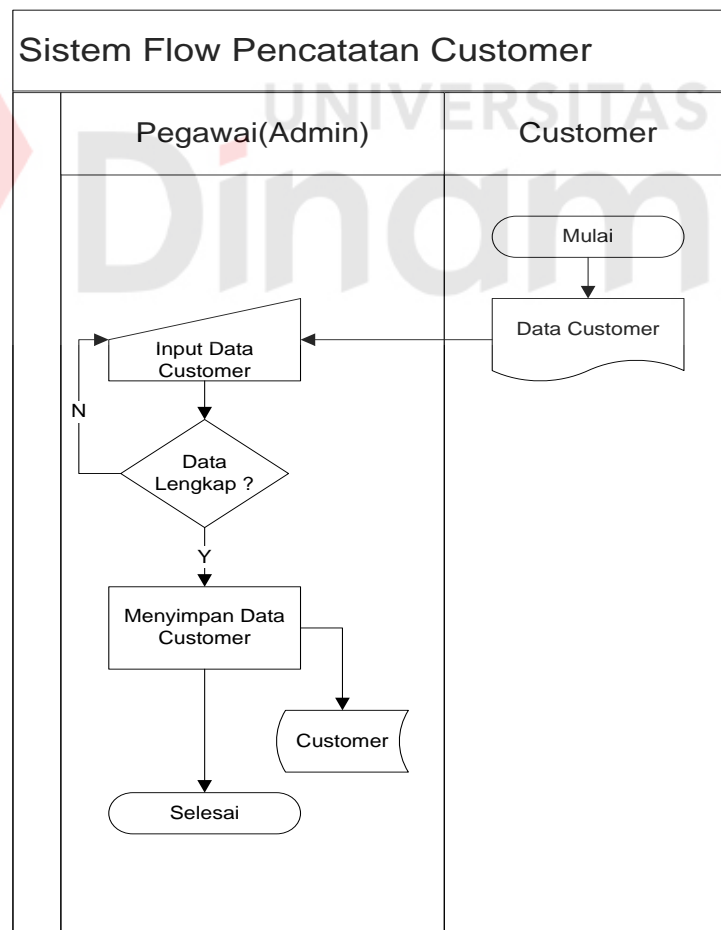 Sistem Flow Pencatatan Customer
UNIVERSITAS
Dinam
Pegawai(Admin)
Customer
Mulai
Data Customer
Input Data
Customer
N
Data
Lengkap ?
Y
Menyimpan Data
Customer
Customer
Selesai